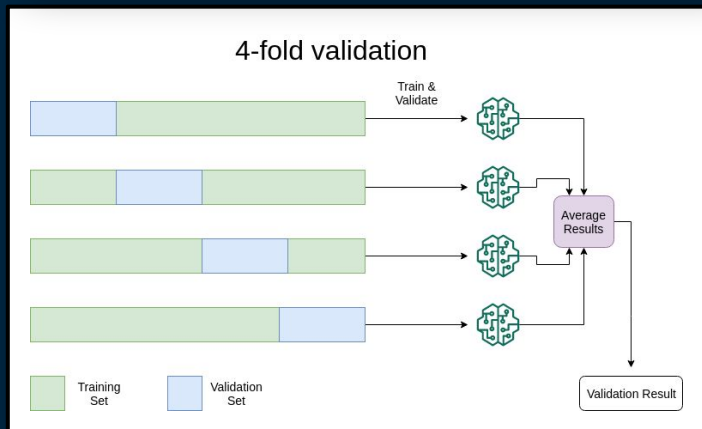 4-fold validation
Train &
Validate
Average
Results
Training
Set
Validation
Set
Validation Result